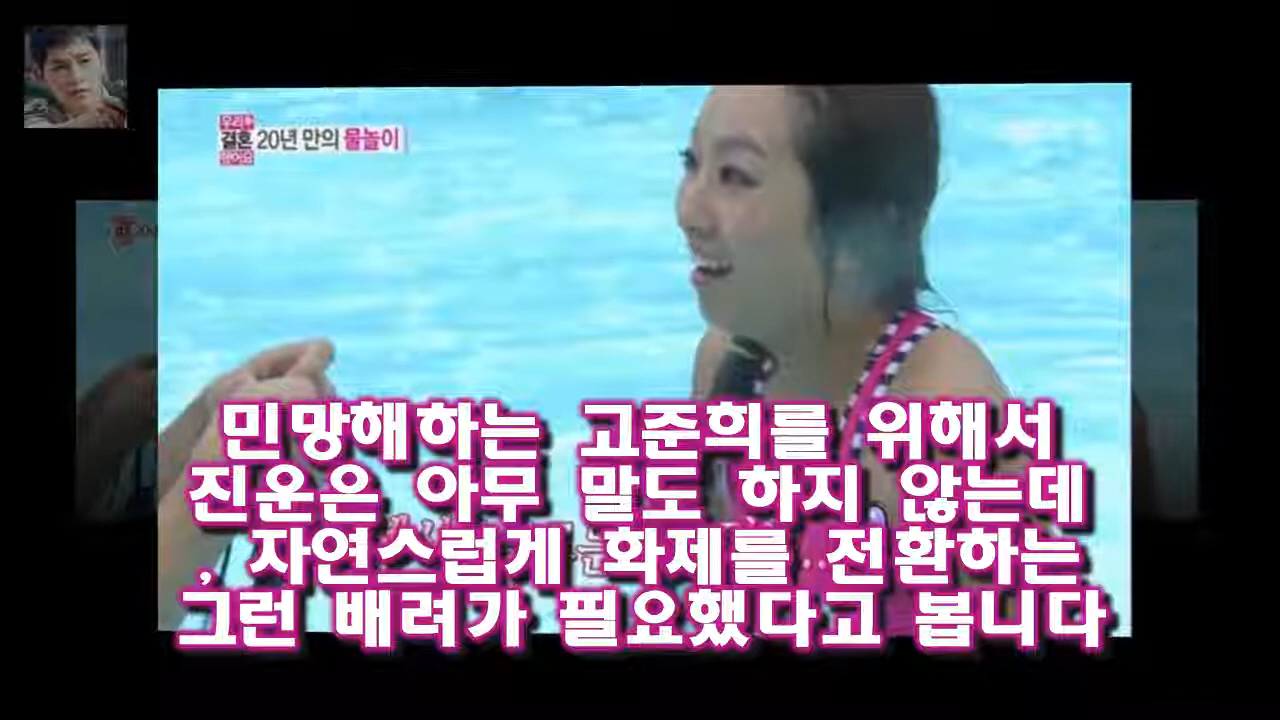 우리
결혼 20년 만의 물놀이
했어요
민망해하는 고준희를 위해서
진운은 아무 말도 하지 않는데
, 자연스럽게 화제를 전환하는
그런 배려가 필요했다고 봅니다